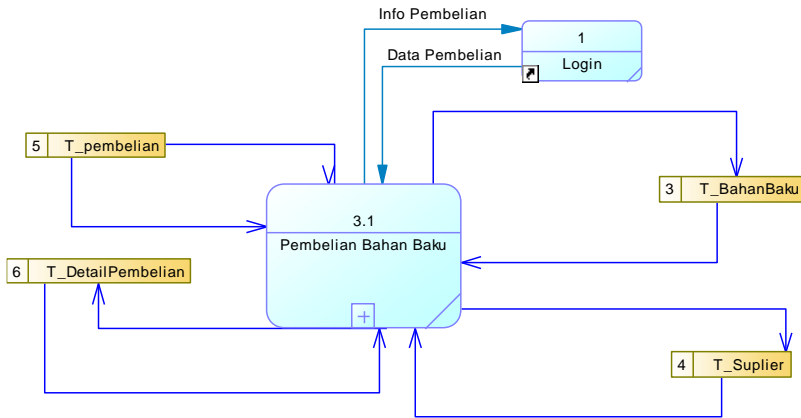 Info Pembelian
1
Data Pembelian
Login
5 T_pembelian
3 T_BahanBaku
3.1
Pembelian Bahan Baku
6 T_DetailPembelian
4 T_Suplier